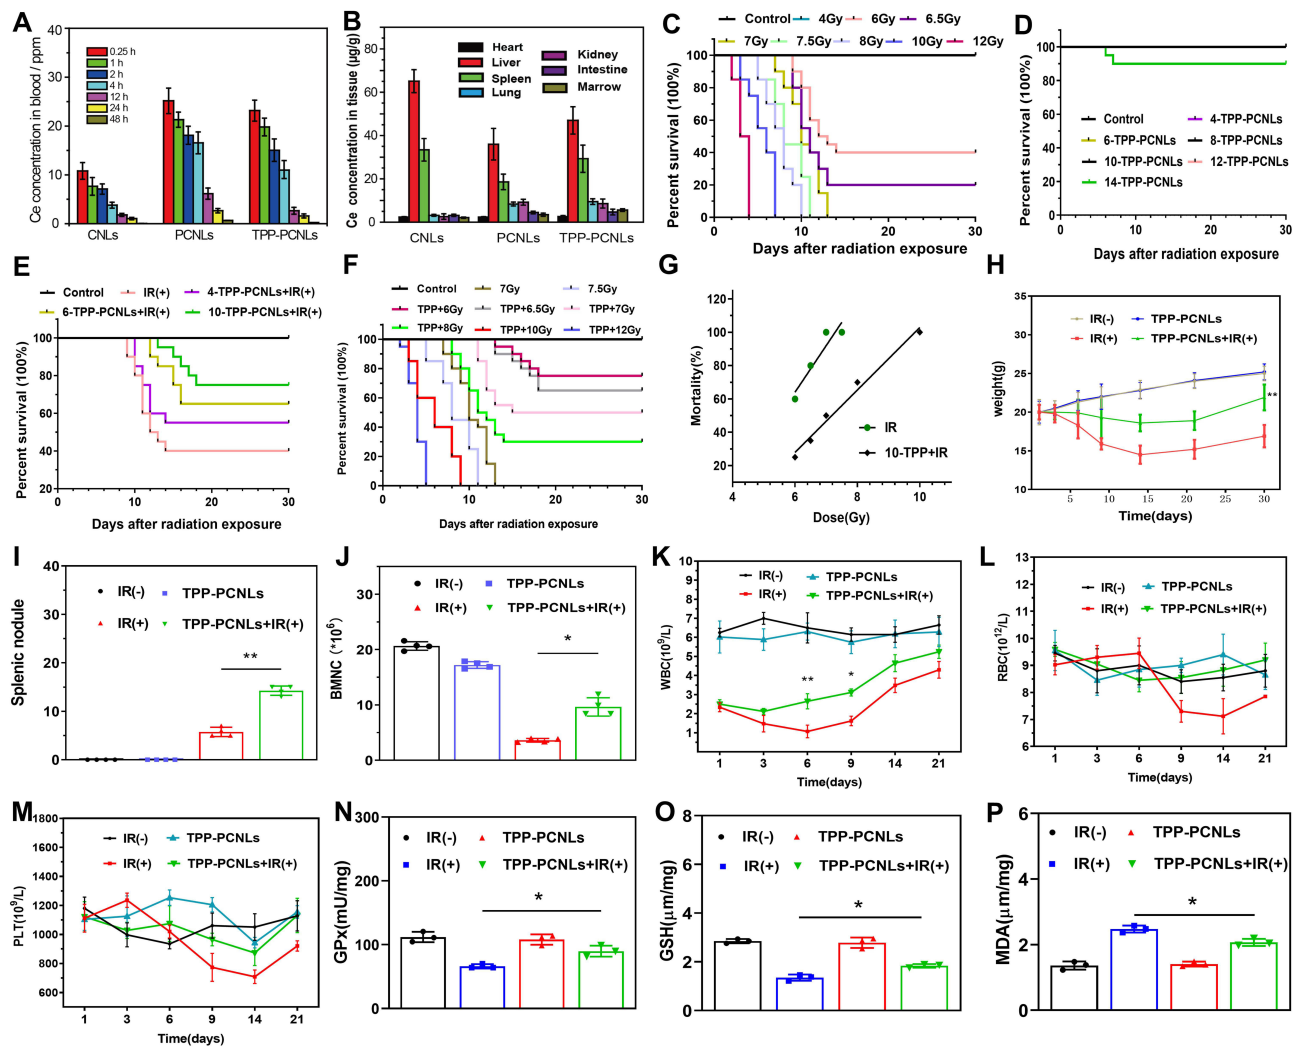 A
Ce concentration in blood / ppm
40
30
20
10
0
0.25 h
1 h
2 h
4 h
12 h
24 h
48 h
CNLs PCNLs TPP-PCNLs
B
Ce concentration in tissue (μg/g)
80
60
40
20
0
Heart
Liver
Spleen
Lung
Kidney
Intestine
Marrow
CNLs PCNLs TPP-PCNLs
C
Control 4Gy 6Gy 6.5Gy
7Gy 7.5Gy 8Gy 10Gy 12Gy
Percent survival (100%)
100
80
60
40
20
0
0 10 20 30
Days after radiation exposure
D
Percent survival (100%)
100
80
60
40
20
0
Control 4-TPP-PCNLs
6-TPP-PCNLs 8-TPP-PCNLs
10-TPP-PCNLs 12-TPP-PCNLs
14-TPP-PCNLs
0 10 20 30
Days after radiation exposure
E
Control IR(+) 4-TPP-PCNLs+IR(+)
6-TPP-PCNLs+IR(+) 10-TPP-PCNLs+IR(+)
Percent survival (100%)
100
80
60
40
20
0 10 20 30
Days after radiation exposure
F
Control 7Gy 7.5Gy
TPP+6Gy TPP+6.5Gy TPP+7Gy
TPP+8Gy TPP+10Gy TPP+12Gy
Percent survival (100%)
100
80
60
40
20
0
0 10 20 30
Days after radiation exposure
G
Mortality(%)
120
100
80
60
40
20
IR
10-TPP+IR
4 6 8 10
Dose(Gy)
H
weight(g)
35
30
25
20
15
10
IR(-) TPP-PCNLs
IR(+) TPP-PCNLs+IR(+)
**
5 10 15 20 25 30
Time(days)
I
Splenic nodule
40
30
20
10
0
IR(-) TPP-PCNLs
IR(+) TPP-PCNLs+IR(+)
**
J
BMNC (*10⁶)
30
20
10
0
IR(-) TPP-PCNLs
IR(+) TPP-PCNLs+IR(+)
*
K
WBC(10⁹/L)
10
9
8
7
6
5
4
3
2
1
IR(-) TPP-PCNLs
IR(+) TPP-PCNLs+IR(+)
** *
1 3 6 9 14 21
Time(days)
L
RBC(10¹²/L)
13
12
11
10
9
8
7
6
IR(-) TPP-PCNLs
IR(+) TPP-PCNLs+IR(+)
1 3 6 9 14 21
Time(days)
M
PLT(10⁹/L)
1800
1600
1400
1200
1000
800
600
IR(-) TPP-PCNLs
IR(+) TPP-PCNLs+IR(+)
1 3 6 9 14 21
Time(days)
N
GPx(mU/mg)
300
200
100
0
IR(-) TPP-PCNLs
IR(+) TPP-PCNLs+IR(+)
*
O
GSH(μm/mg)
8
6
4
2
0
IR(-) TPP-PCNLs
IR(+) TPP-PCNLs+IR(+)
*
P
MDA(μm/mg)
6
4
2
0
IR(-) TPP-PCNLs
IR(+) TPP-PCNLs+IR(+)
*